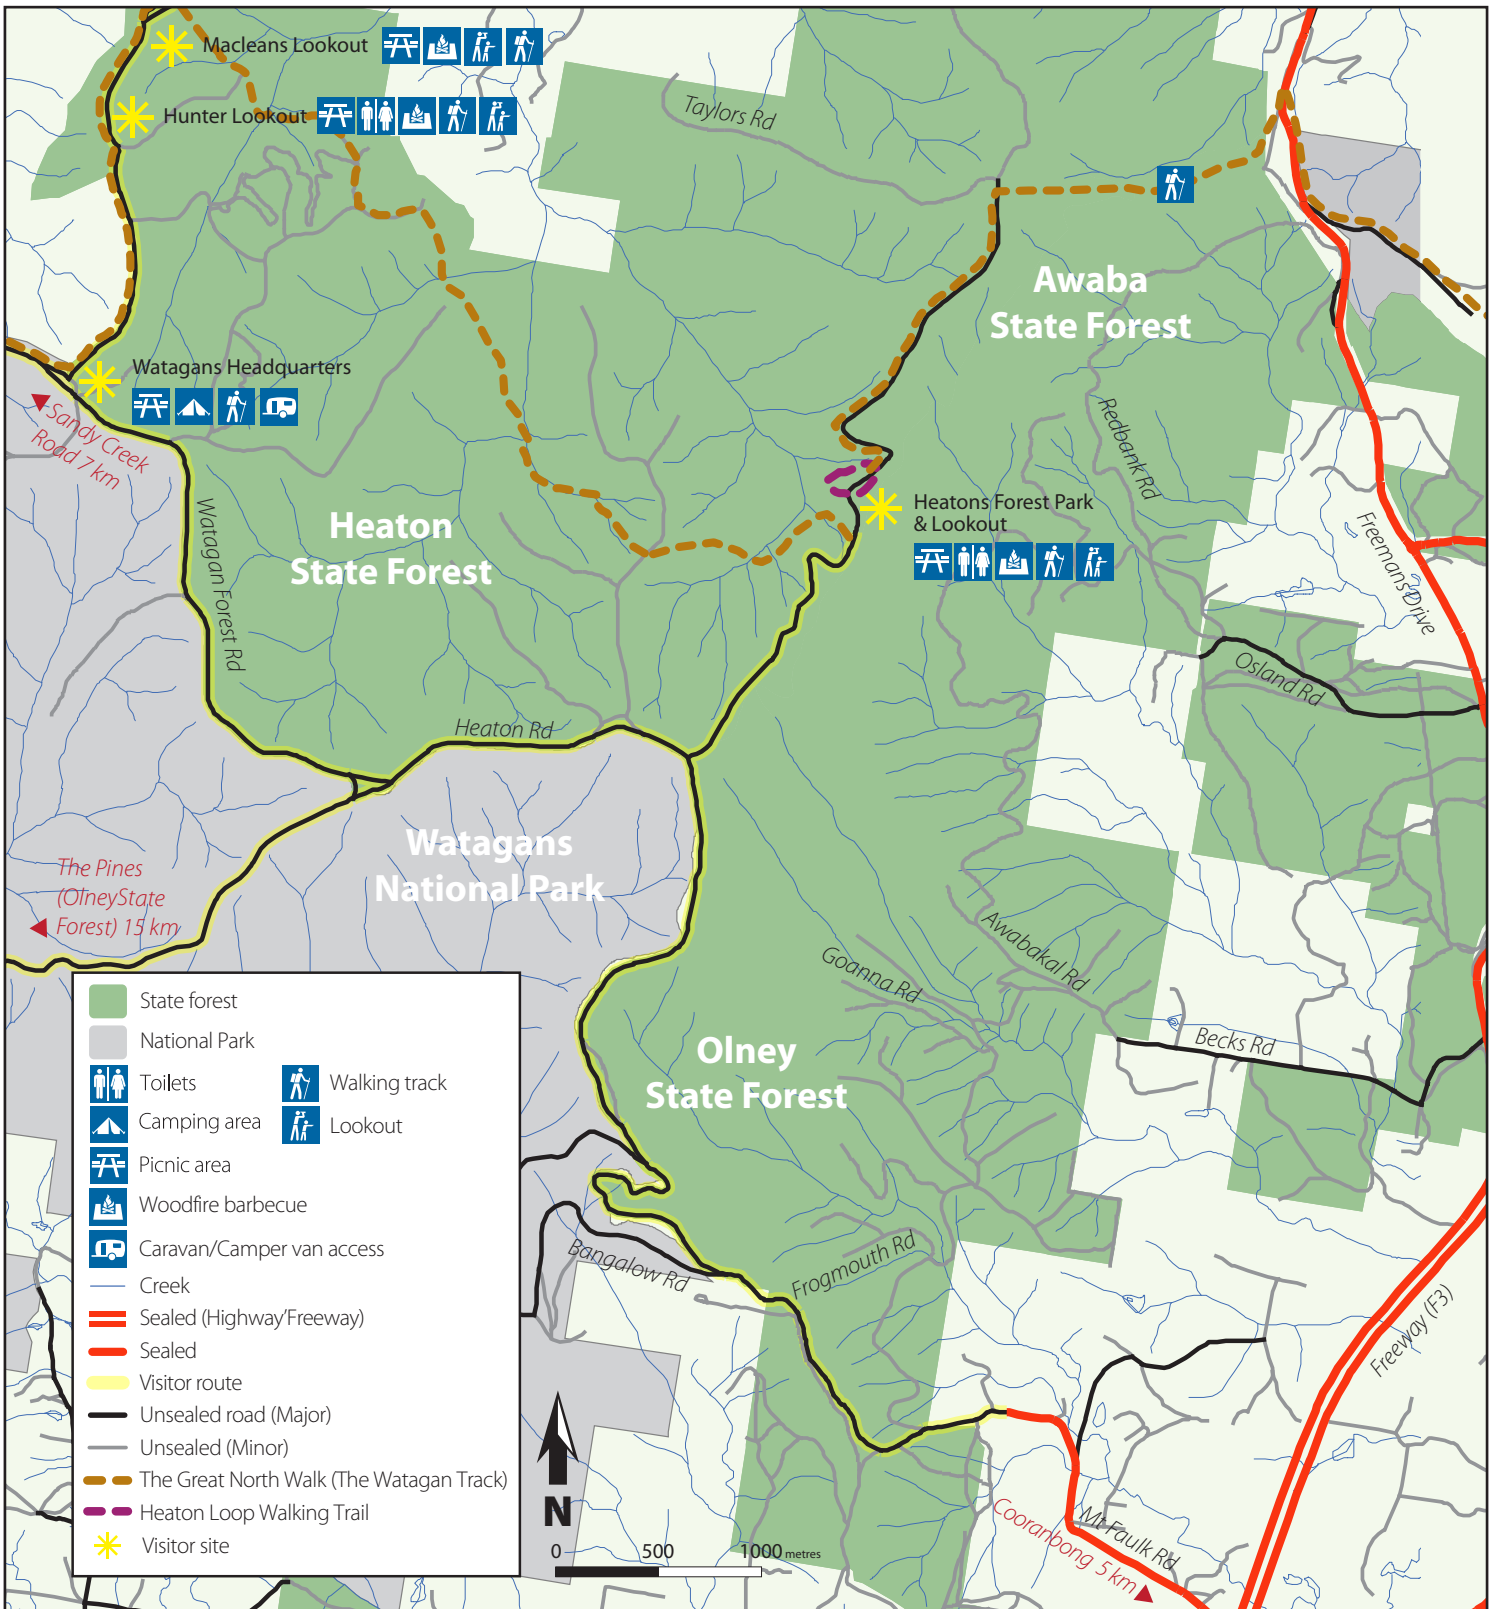 Macleans Lookout
Hunter Lookout
Taylors Rd
Awaba
State Forest
Watagans Headquarters
Sandy Creek
Road 7 km
Redbank Rd
Watagan Forest Rd
Heaton
State Forest
Heatons Forest Park
& Lookout
Freemans Drive
Osland Rd
Heaton Rd
Watagans
National Park
The Pines
(OlneyState
Forest) 15 km
Awabakal Rd
Goanna Rd
Becks Rd
Olney
State Forest
Bangalow Rd
Frogmouth Rd
Freeway (F3)
Mt Faulk Rd
Cooranbong 5 km
State forest
National Park
Toilets
Walking track
Camping area
Lookout
Picnic area
Woodfire barbecue
Caravan/Camper van access
Creek
Sealed (Highway'Freeway)
Sealed
Visitor route
Unsealed road (Major)
Unsealed (Minor)
The Great North Walk (The Watagan Track)
Heaton Loop Walking Trail
Visitor site
N
0 500 1000 metres